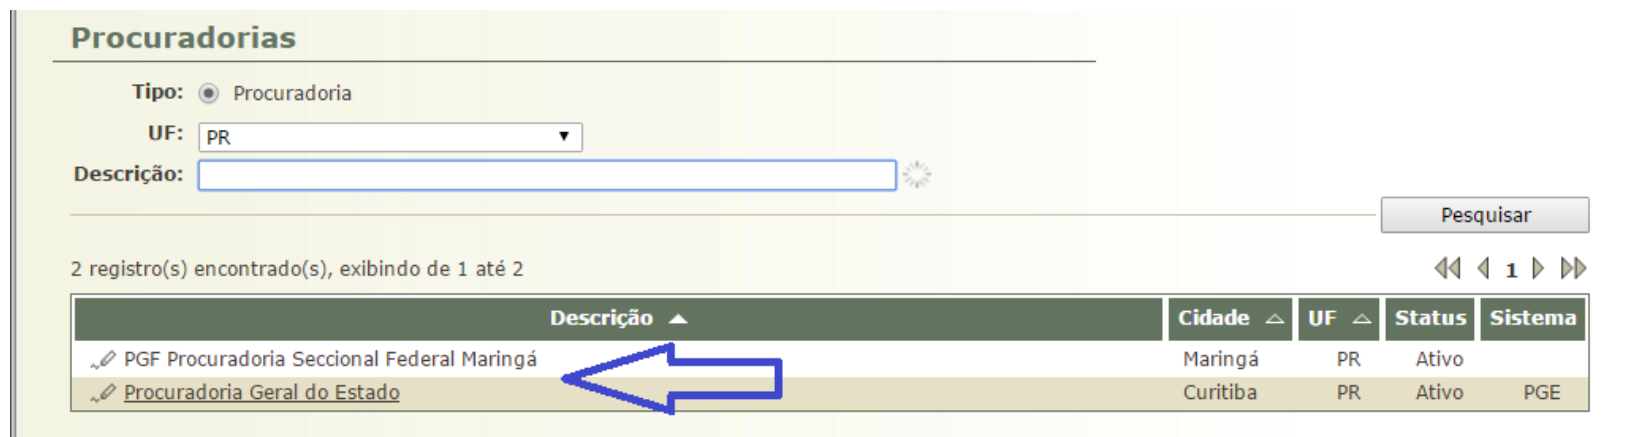 Procuradorias
Tipo: Procuradoria
UF: PR
Descrição:
Pesquisar
2 registro(s) encontrado(s), exibindo de 1 até 2
1
Descrição Cidade UF Status Sistema
PGF Procuradoria Seccional Federal Maringá Maringá PR Ativo
Procuradoria Geral do Estado Curitiba PR Ativo PGE